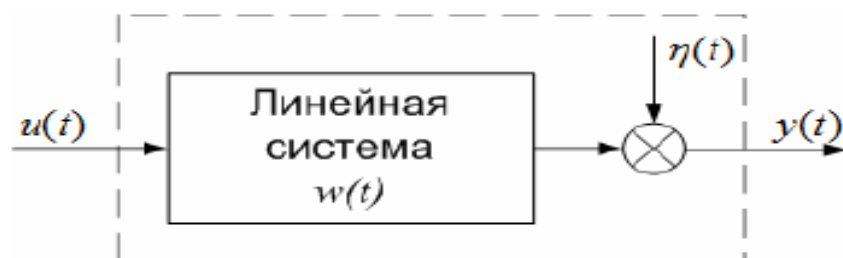 η(t)
u(t)
Линейная
система
w(t)
y(t)